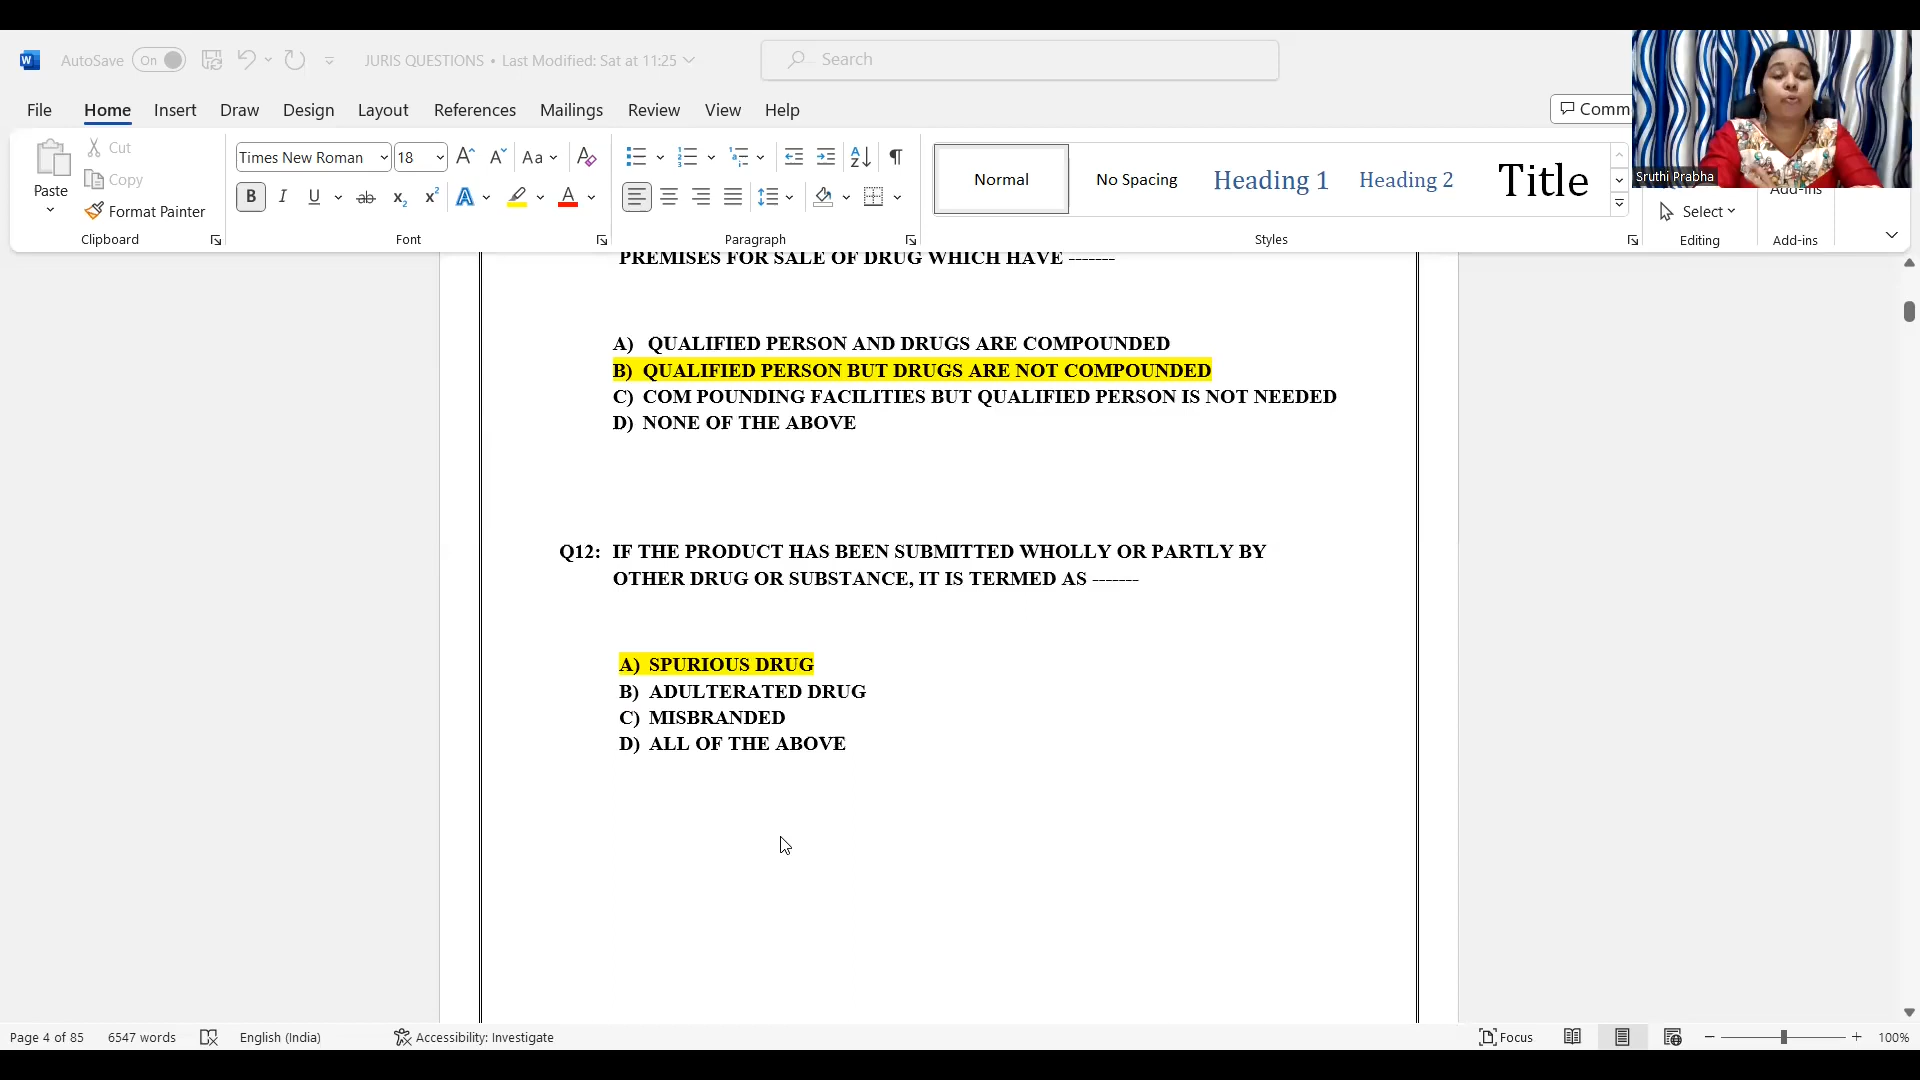 AutoSave On JURIS QUESTIONS • Last Modified: Sat at 11:25 Search
File Home Insert Draw Design Layout References Mailings Review View Help Comm
Sruthi Prabha
Paste Cut Copy Format Painter
Clipboard
Times New Roman 18 Aa
B I U ab x₂ x² A A
Font
Paragraph
Normal No Spacing Heading 1 Heading 2 Title
Styles
Select
Editing
Add-ins
Add-ins
PREMISES FOR SALE OF DRUG WHICH HAVE -------
A) QUALIFIED PERSON AND DRUGS ARE COMPOUNDED
B) QUALIFIED PERSON BUT DRUGS ARE NOT COMPOUNDED
C) COM POUNDING FACILITIES BUT QUALIFIED PERSON IS NOT NEEDED
D) NONE OF THE ABOVE
Q12: IF THE PRODUCT HAS BEEN SUBMITTED WHOLLY OR PARTLY BY
OTHER DRUG OR SUBSTANCE, IT IS TERMED AS -------
A) SPURIOUS DRUG
B) ADULTERATED DRUG
C) MISBRANDED
D) ALL OF THE ABOVE
Page 4 of 85 6547 words English (India) Accessibility: Investigate Focus 100%